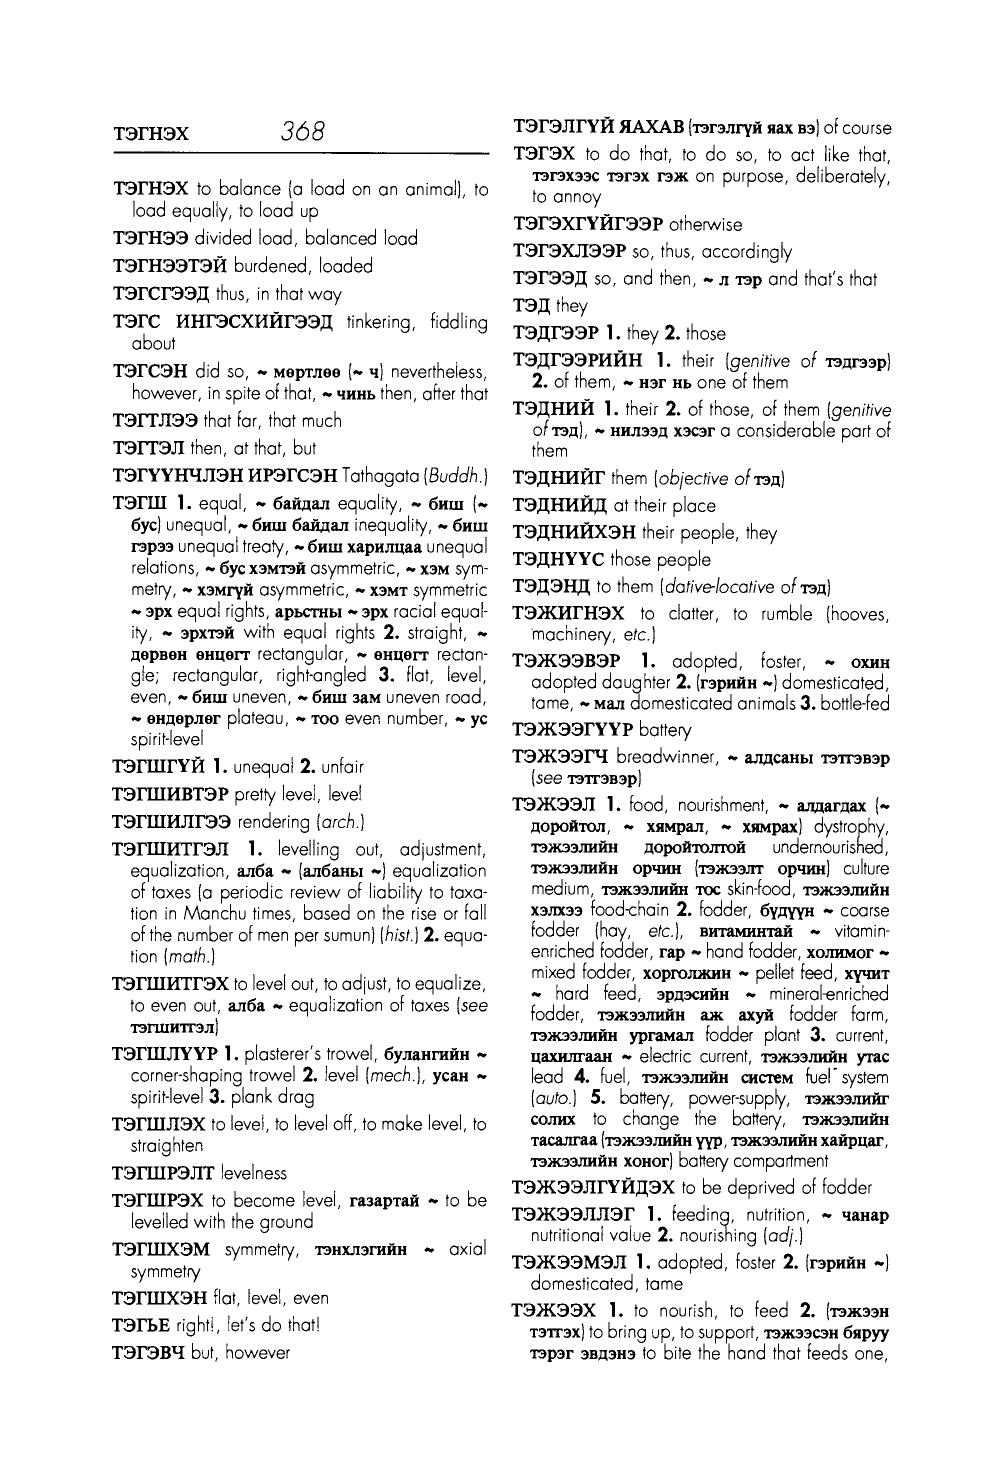 ТЭГНЭХ 368
ТЭГНЭХ to balance (a load on an animal), to
load equally, to load up
ТЭГНЭЭ divided load, balanced load
ТЭГНЭЭТЭЙ burdened, loaded
ТЭГСГЭЭД thus, in that way
ТЭГС ИНГЭСХИЙГЭЭД tinkering, fiddling
about
ТЭГСЭН did so, ~ мөртлөө (~ ч) nevertheless,
however, in spite of that, ~ чинь then, after that
ТЭГТЛЭЭ that far, that much
ТЭГТЭЛ then, at that, but
ТЭГҮҮНЧЛЭН ИРЭГСЭН Tathagata (Buddh.)
ТЭГШ 1. equal, ~ байдал equality, ~ биш (~
бус) unequal, ~ биш байдал inequality, ~ биш
гэрээ unequal treaty, ~ биш харилцаа unequal
relations, ~ бус хэмтэй asymmetric, ~ хэм sym-
metry, ~ хэмгүй asymmetric, ~ хэмт symmetric
~ эрх equal rights, арьстны ~ эрх racial equal-
ity, ~ эрхтэй with equal rights 2. straight, ~
дөрвөн өнцөгт rectangular, ~ өнцөгт rectan-
gle; rectangular, right-angled 3. flat, level,
even, ~ биш uneven, ~ биш зам uneven road,
~ өндөрлөг plateau, ~ тоо even number, ~ ус
spirit-level
ТЭГШГҮЙ 1. unequal 2. unfair
ТЭГШИВТЭР pretty level, level
ТЭГШИЛГЭЭ rendering (arch.)
ТЭГШИТГЭЛ 1. levelling out, adjustment,
equalization, алба ~ (албаны ~) equalization
of taxes (a periodic review of liability to taxa-
tion in Manchu times, based on the rise or fall
of the number of men per sumun) (hist.) 2. equa-
tion (math.)
ТЭГШИТГЭХ to level out, to adjust, to equalize,
to even out, алба ~ equalization of taxes (see
тэгшитгэл)
ТЭГШЛҮҮР 1. plasterer's trowel, булангийн ~
corner-shaping trowel 2. level (mech.), усан ~
spirit-level 3. plank drag
ТЭГШЛЭХ to level, to level off, to make level, to
straighten
ТЭГШРЭЛТ levelness
ТЭГШРЭХ to become level, газартай ~ to be
levelled with the ground
ТЭГШХЭМ symmetry, тэнхлэгийн ~ axial
symmetry
ТЭГШХЭН flat, level, even
ТЭГЬЕ right!, let's do that!
ТЭГЭВЧ but, however
ТЭГЭЛГҮЙ ЯАХАВ (тэгэлгүй яах вэ) of course
ТЭГЭХ to do that, to do so, to act like that,
тэгэхээс тэгэх гэж on purpose, deliberately,
to annoy
ТЭГЭХГҮЙГЭЭР otherwise
ТЭГЭХЛЭЭР so, thus, accordingly
ТЭГЭЭД so, and then, ~ л тэр and that's that
ТЭД they
ТЭДГЭЭР 1. they 2. those
ТЭДГЭЭРИЙН 1. their (genitive of тэдгээр)
2. of them, ~ нэг нь one of them
ТЭДНИЙ 1. their 2. of those, of them (genitive
of тэд), ~ нилээд хэсэг a considerable part of
them
ТЭДНИЙГ them (objective of тэд)
ТЭДНИЙД at their place
ТЭДНИЙХЭН their people, they
ТЭДНҮҮС those people
ТЭДЭНД to them (dative-locative of тэд)
ТЭЖИГНЭХ to clatter, to rumble (hooves,
machinery, etc.)
ТЭЖЭЭВЭР 1. adopted, foster, ~ охин
adopted daughter 2. (гэрийн ~) domesticated,
tame, ~ мал domesticated animals 3. bottle-fed
ТЭЖЭЭГҮҮР battery
ТЭЖЭЭГЧ breadwinner, ~ алдсаны тэтгэвэр
(see тэтгэвэр)
ТЭЖЭЭЛ 1. food, nourishment, ~ алдагдах (~
доройтол, ~ хямрал, ~ хямрах) dystrophy,
тэжээлийн доройтолтой undernourished,
тэжээлийн орчин (тэжээлт орчин) culture
medium, тэжээлийн тос skin-food, тэжээлийн
хэлхээ food-chain 2. fodder, бүдүүн ~ coarse
fodder (hay, etc.), витаминтай ~ vitamin-
enriched fodder, гар ~ hand fodder, холимог ~
mixed fodder, хорголжин ~ pellet feed, хүчит
~ hard feed, эрдэсийн ~ mineral-enriched
fodder, тэжээлийн аж ахуй fodder farm,
тэжээлийн ургамал fodder plant 3. current,
цахилгаан ~ electric current, тэжээлийн утас
lead 4. fuel, тэжээлийн систем fuel system
(auto.) 5. battery, power-supply, тэжээлийг
солих to change the battery, тэжээлийн
тасалгаа (тэжээлийн үүр, тэжээлийн хайрцаг,
тэжээлийн хоног) battery compartment
ТЭЖЭЭЛГҮЙДЭХ to be deprived of fodder
ТЭЖЭЭЛЛЭГ 1. feeding, nutrition, ~ чанар
nutritional value 2. nourishing (adj.)
ТЭЖЭЭМЭЛ 1. adopted, foster 2. (гэрийн ~)
domesticated, tame
ТЭЖЭЭХ 1. to nourish, to feed 2. (тэжээн
тэтгэх) to bring up, to support, тэжээсэн бяруу
тэрэг эвдэнэ to bite the hand that feeds one,